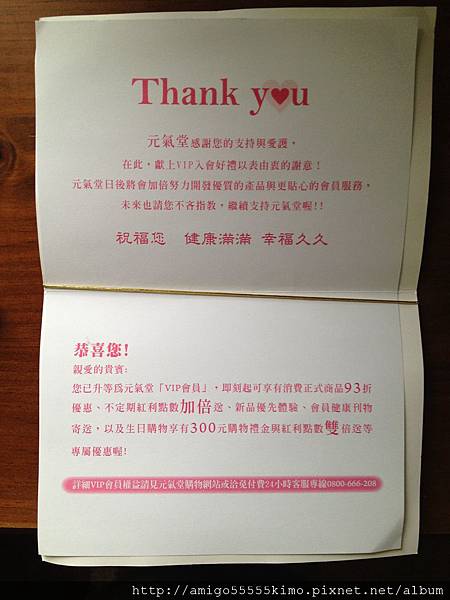 Thank you
元氣堂感謝您的支持與愛護，
在此，獻上VIP入會好禮以表由衷的謝意！
元氣堂日後將會加倍努力開發優質的產品與更貼心的會員服務，
未來也請您不吝指教，繼續支持元氣堂喔!!
祝福您 健康滿滿 幸福久久
恭喜您!
親愛的貴賓:
您已升等為元氣堂「VIP會員」，即刻起可享有消費正式商品93折
優惠、不定期紅利點數加倍送、新品優先體驗、會員健康刊物
寄送，以及生日購物享有300元購物禮金與紅利點數雙倍送等
專屬優惠喔!
詳細VIP會員權益請見元氣堂購物網站或洽免付費24小時客服專線0800-666-208
http://amigo55555kimo.pixnet.net/album